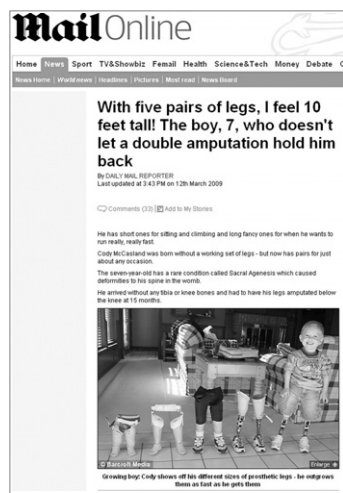 Mail Online
Home News Sport TV&Showbiz Femail Health Science&Tech Money Debate
News Home World news Headlines Pictures Most read News Board
With five pairs of legs, I feel 10
feet tall! The boy, 7, who doesn't
let a double amputation hold him
back
By DAILY MAIL REPORTER
Last updated at 3:43 PM on 12th March 2009
Comments (33) Add to My Stories
He has short ones for sitting and climbing and long fancy ones for when he wants to
run really, really fast.
Cody McCasland was born without a working set of legs - but now has pairs for just
about any occasion.
The seven-year-old has a rare condition called Sacral Agenesis which caused
deformities to his spine in the womb.
He arrived without any tibia or knee bones and had to have his legs amputated below
the knee at 15 months.
© Barcroft Media
Enlarge
Growing boy: Cody shows off his different sizes of prosthetic legs - he outgrows
them as fast as he gets them